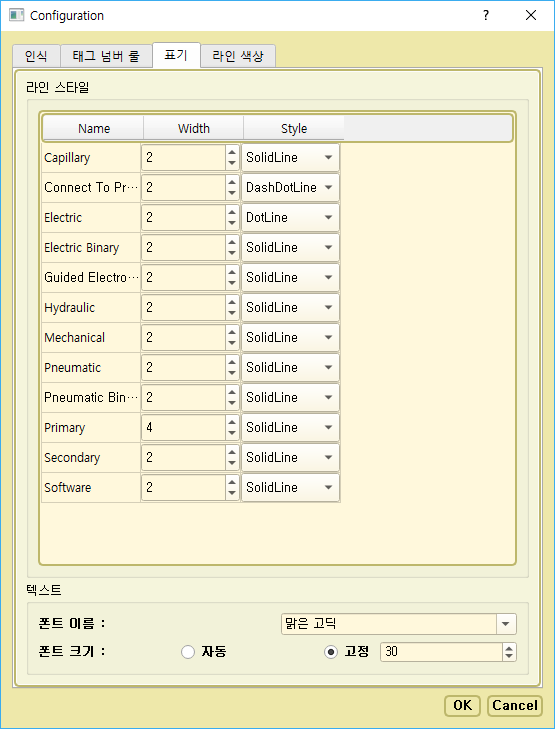 Configuration
인식 태그 넘버 룰 표기 라인 색상
라인 스타일
Name Width Style
Capillary 2 SolidLine
Connect To Pr··· 2 DashDotLine
Electric 2 DotLine
Electric Binary 2 SolidLine
Guided Electro··· 2 SolidLine
Hydraulic 2 SolidLine
Mechanical 2 SolidLine
Pneumatic 2 SolidLine
Pneumatic Bin··· 2 SolidLine
Primary 4 SolidLine
Secondary 2 SolidLine
Software 2 SolidLine
텍스트
폰트 이름 : 맑은 고딕
폰트 크기 : 자동 고정 30
OK Cancel